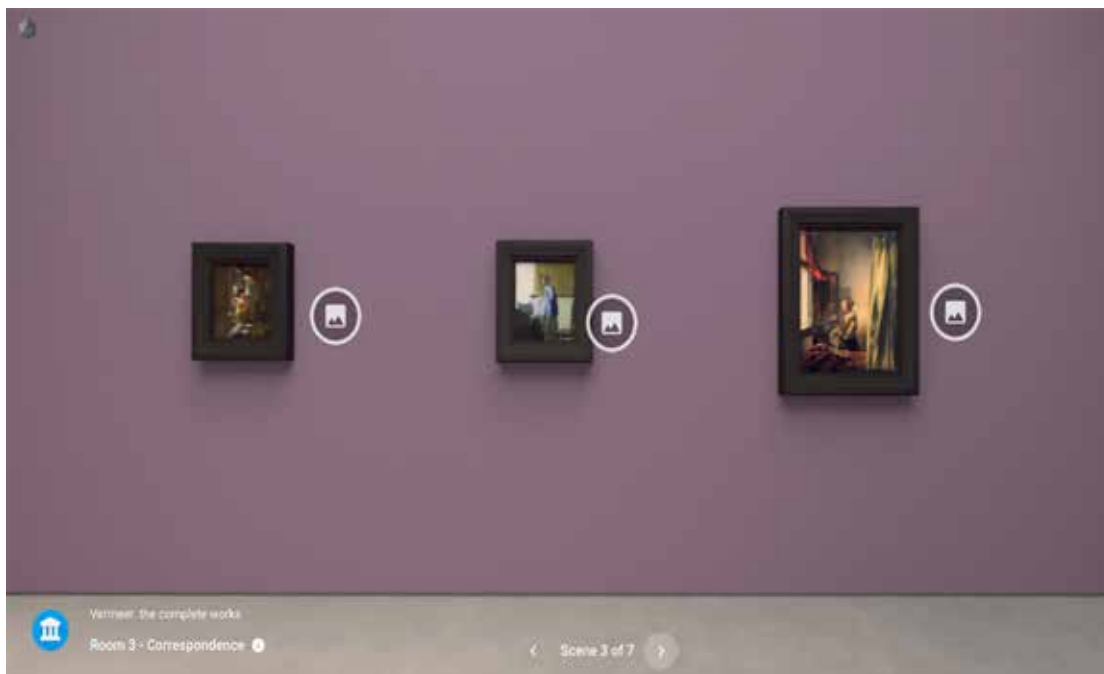 Vermeer: the complete works
Room 3 - Correspondence
Scene 3 of 7